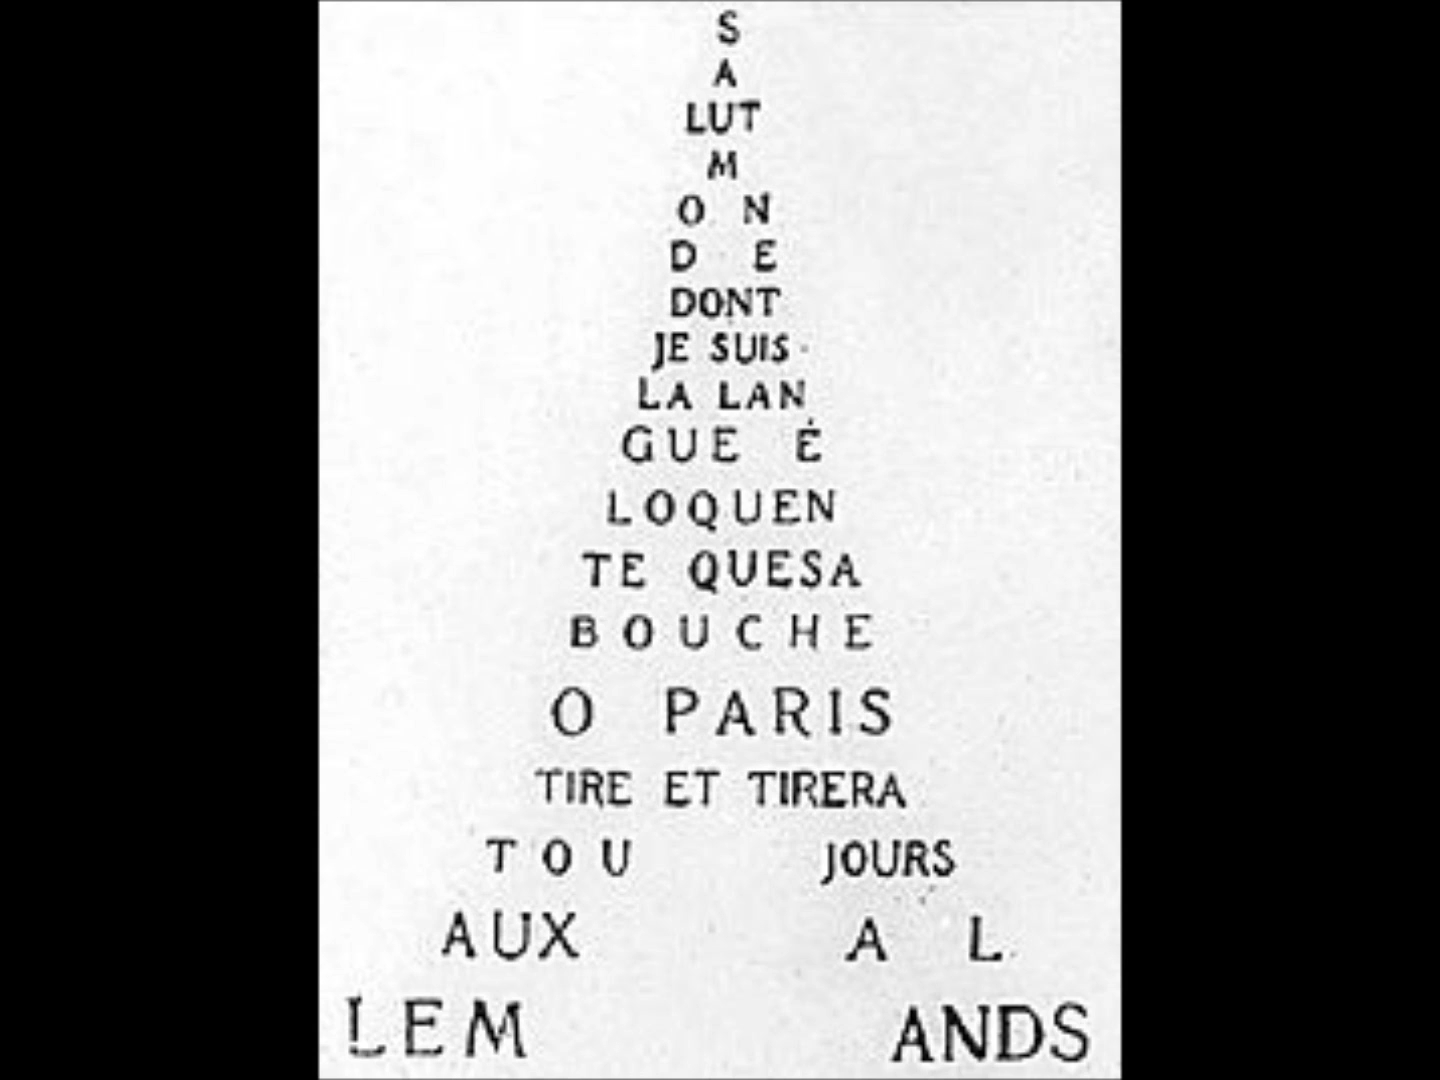 S
A
LUT
M
O N
D E
DONT
JE SUIS
LA LAN
GUE É
LOQUEN
TE QUESA
BOUCHE
O PARIS
TIRE ET TIRERA
TOU JOURS
AUX A L
LEM ANDS